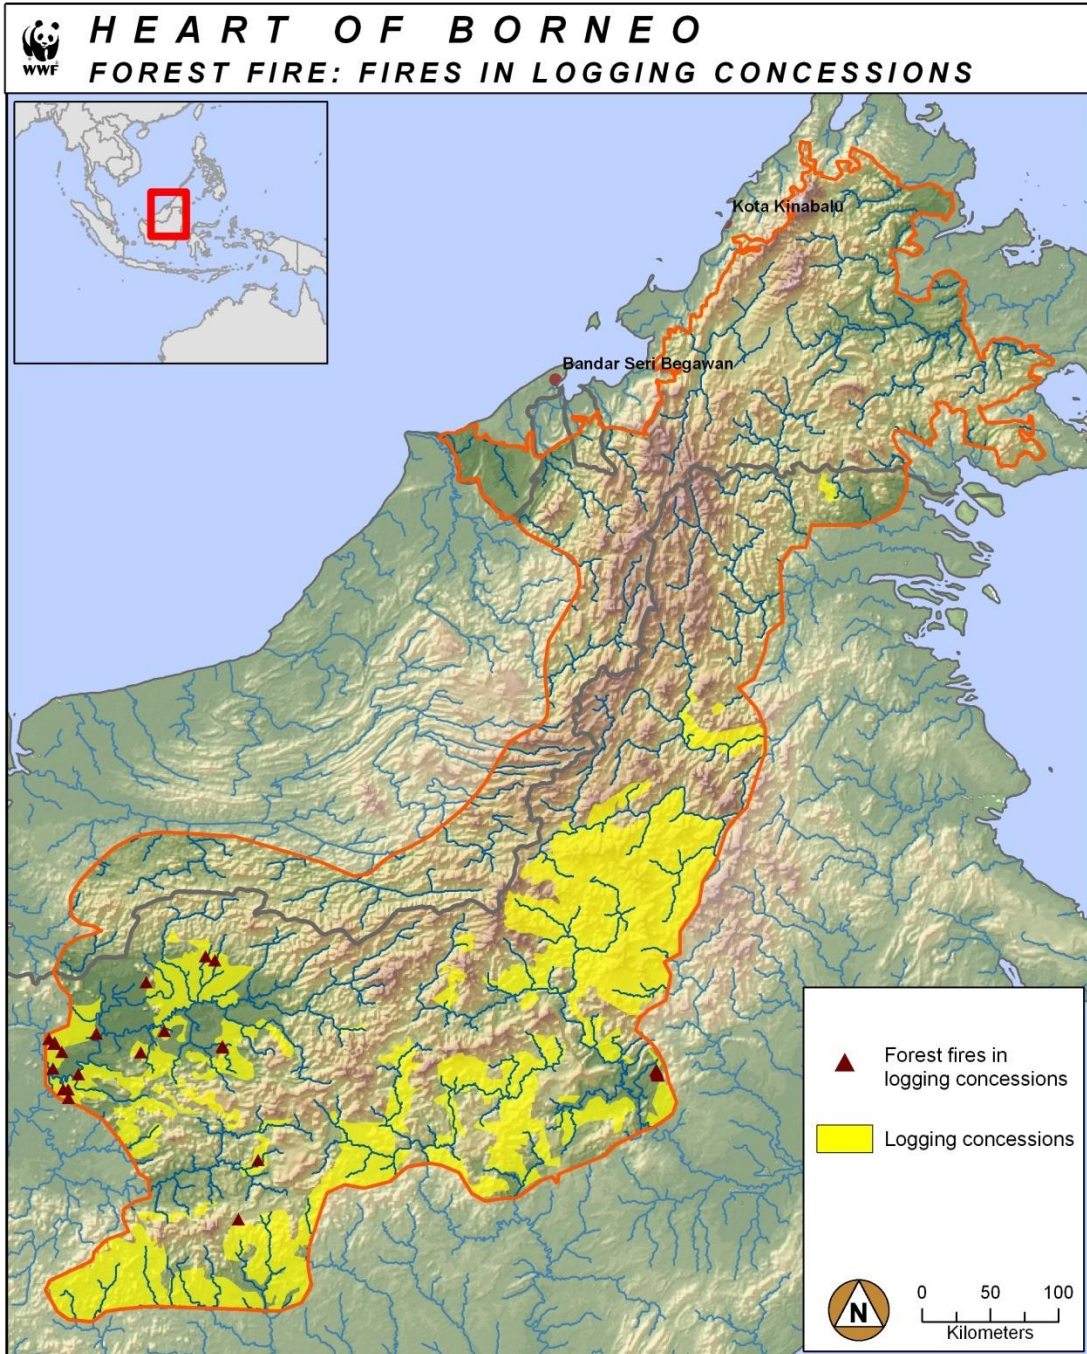 WWF
HEART OF BORNEO
FOREST FIRE: FIRES IN LOGGING CONCESSIONS
Kota Kinabalu
Bandar Seri Begawan
Forest fires in
logging concessions
Logging concessions
N
0 50 100
Kilometers